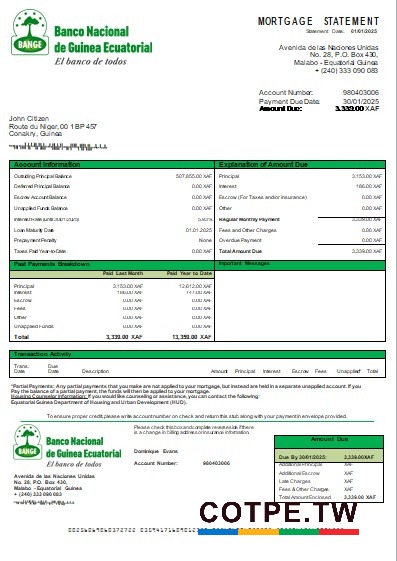 Banco Nacional
de Guinea Ecuatorial
El banco de todos
BANGE
MORTGAGE STATEMENT
Statement Date: 01/01/2025
Avenida de las Naciones Unidas
No. 28, P.O. Box 430,
Malabo - Equatorial Guinea
+ (240) 333 090 083
Account Number: 980403006
Payment Due Date: 30/01/2025
Amount Due: 3,339.00 XAF
John Citizen
Route du Niger, 00 1 BP 457
Conakry, Guinea
Account Information
Outstanding Principal Balance 507,855.00 XAF
Deferred Principal Balance 0.00 XAF
Escrow Account Balance 0.00 XAF
Unapplied Funds Balance 0.00 XAF
Interest Rate (until 30/01/2025)
Loan Maturity Date 01.01.2025
Prepayment Penalty None
Taxes Paid Year-to-Date 0.00 XAF
Explanation of Amount Due
Principal 3,153.00 XAF
Interest 186.00 XAF
Escrow (For Taxes and/or Insurance) 0.00 XAF
Other 0.00 XAF
Regular Monthly Payment 3,339.00 XAF
Fees and Other Charges 0.00 XAF
Overdue Payment 0.00 XAF
Total Amount Due 3,339.00 XAF
Past Payments Breakdown
Paid Last Month Paid Year to Date
Principal 3,153.00 XAF 12,612.00 XAF
Interest 186.00 XAF 747.00 XAF
Escrow 0.00 XAF 0.00 XAF
Fees 0.00 XAF 0.00 XAF
Other 0.00 XAF 0.00 XAF
Unapplied Funds 0.00 XAF 0.00 XAF
Total 3,339.00 XAF 13,359.00 XAF
Important Messages
Transaction Activity
Trans. Date Due Date Description Amount Principal Interest Escrow Fees Unapplied* Total
*Partial Payments: Any partial payments that you make are not applied to your mortgage, but instead are held in a separate unapplied account. If you
Pay the balance of a partial payment, the funds will then be applied to your mortgage.
Housing Counselor Information: If you would like counseling or assistance, you can contact the following:
Equatorial Guinea Department of Housing and Urban Development (HUD).
To ensure proper credit please write account number on check and return this stub along with your payment in envelope provided.
Banco Nacional
de Guinea Ecuatorial
El banco de todos
BANGE
Please check this box and complete reverse side if there
is a change in billing address or insurance information.
Dominique Evans
Account Number: 980403006
Avenida de las Naciones Unidas
No. 28, P.O. Box 430,
Malabo - Equatorial Guinea
+ (240) 333 090 083
Amount Due
Due By 30/01/2025: 3,339.00 XAF
Additional Principal XAF
Additional Escrow XAF
Late Charges XAF
Fees & Other Charges XAF
Total Amount Enclosed 3,339.00 XAF
COTPE.TW